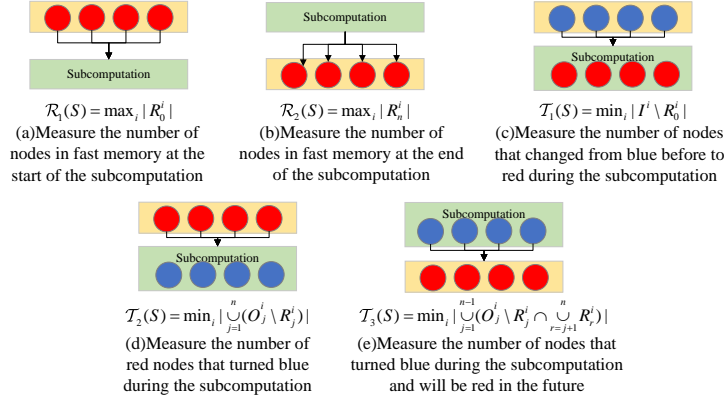 Subcomputation
ℛ₁(S) = maxᵢ | R₀ⁱ |
(a)Measure the number of
nodes in fast memory at the
start of the subcomputation
Subcomputation
ℛ₂(S) = maxᵢ | Rₙⁱ |
(b) Measure the number of
nodes in fast memory at the end
of the subcomputation
Subcomputation
𝒯₁(S) = minᵢ | Iⁱ \ R₀ⁱ |
(c) Measure the number of nodes
that changed from blue before to
red during the subcomputation
Subcomputation
𝒯₂(S) = minᵢ | ∪_{j=1}^{n} (Oⱼⁱ \ Rⱼⁱ) |
(d)Measure the number of
red nodes that turned blue
during the subcomputation
Subcomputation
𝒯₃(S) = minᵢ | ∪_{j=1}^{n-1} (Oⱼⁱ \ Rⱼⁱ ∩ ∪_{r=j+1}^{n} Rᵣⁱ) |
(e)Measure the number of nodes that
turned blue during the subcomputation
and will be red in the future